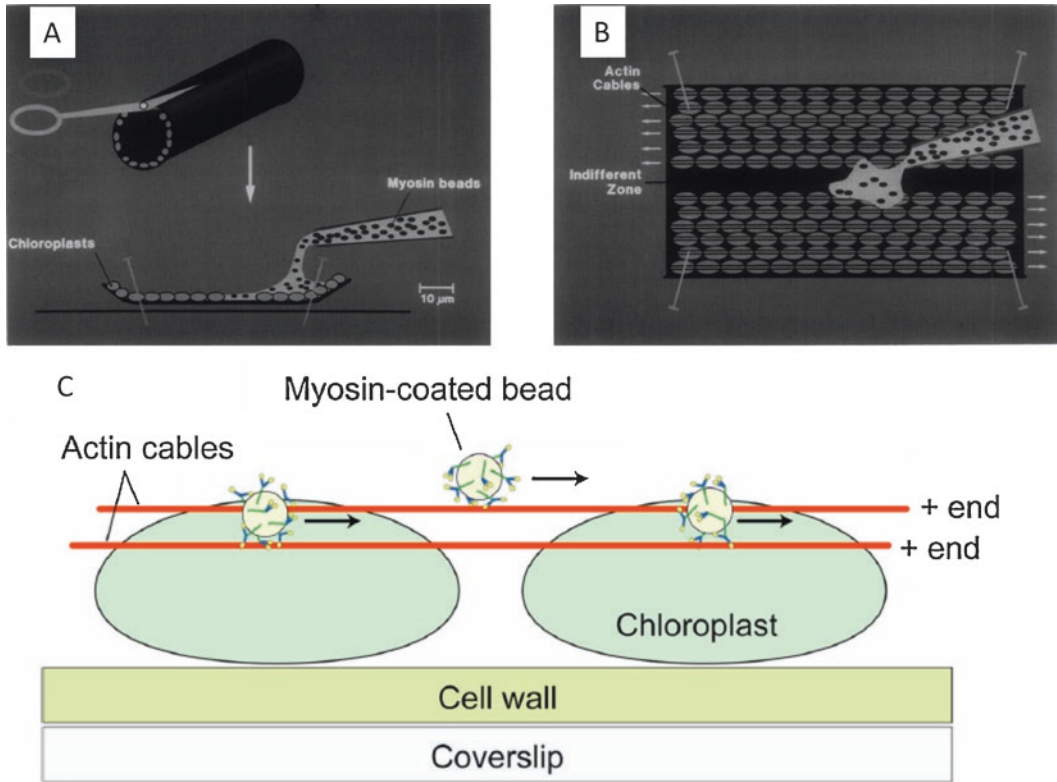 A
Chloroplasts
Myosin beads
10 μm
B
Actin
Cables
Indifferent
Zone
C
Myosin-coated bead
Actin cables
+ end
+ end
Chloroplast
Cell wall
Coverslip